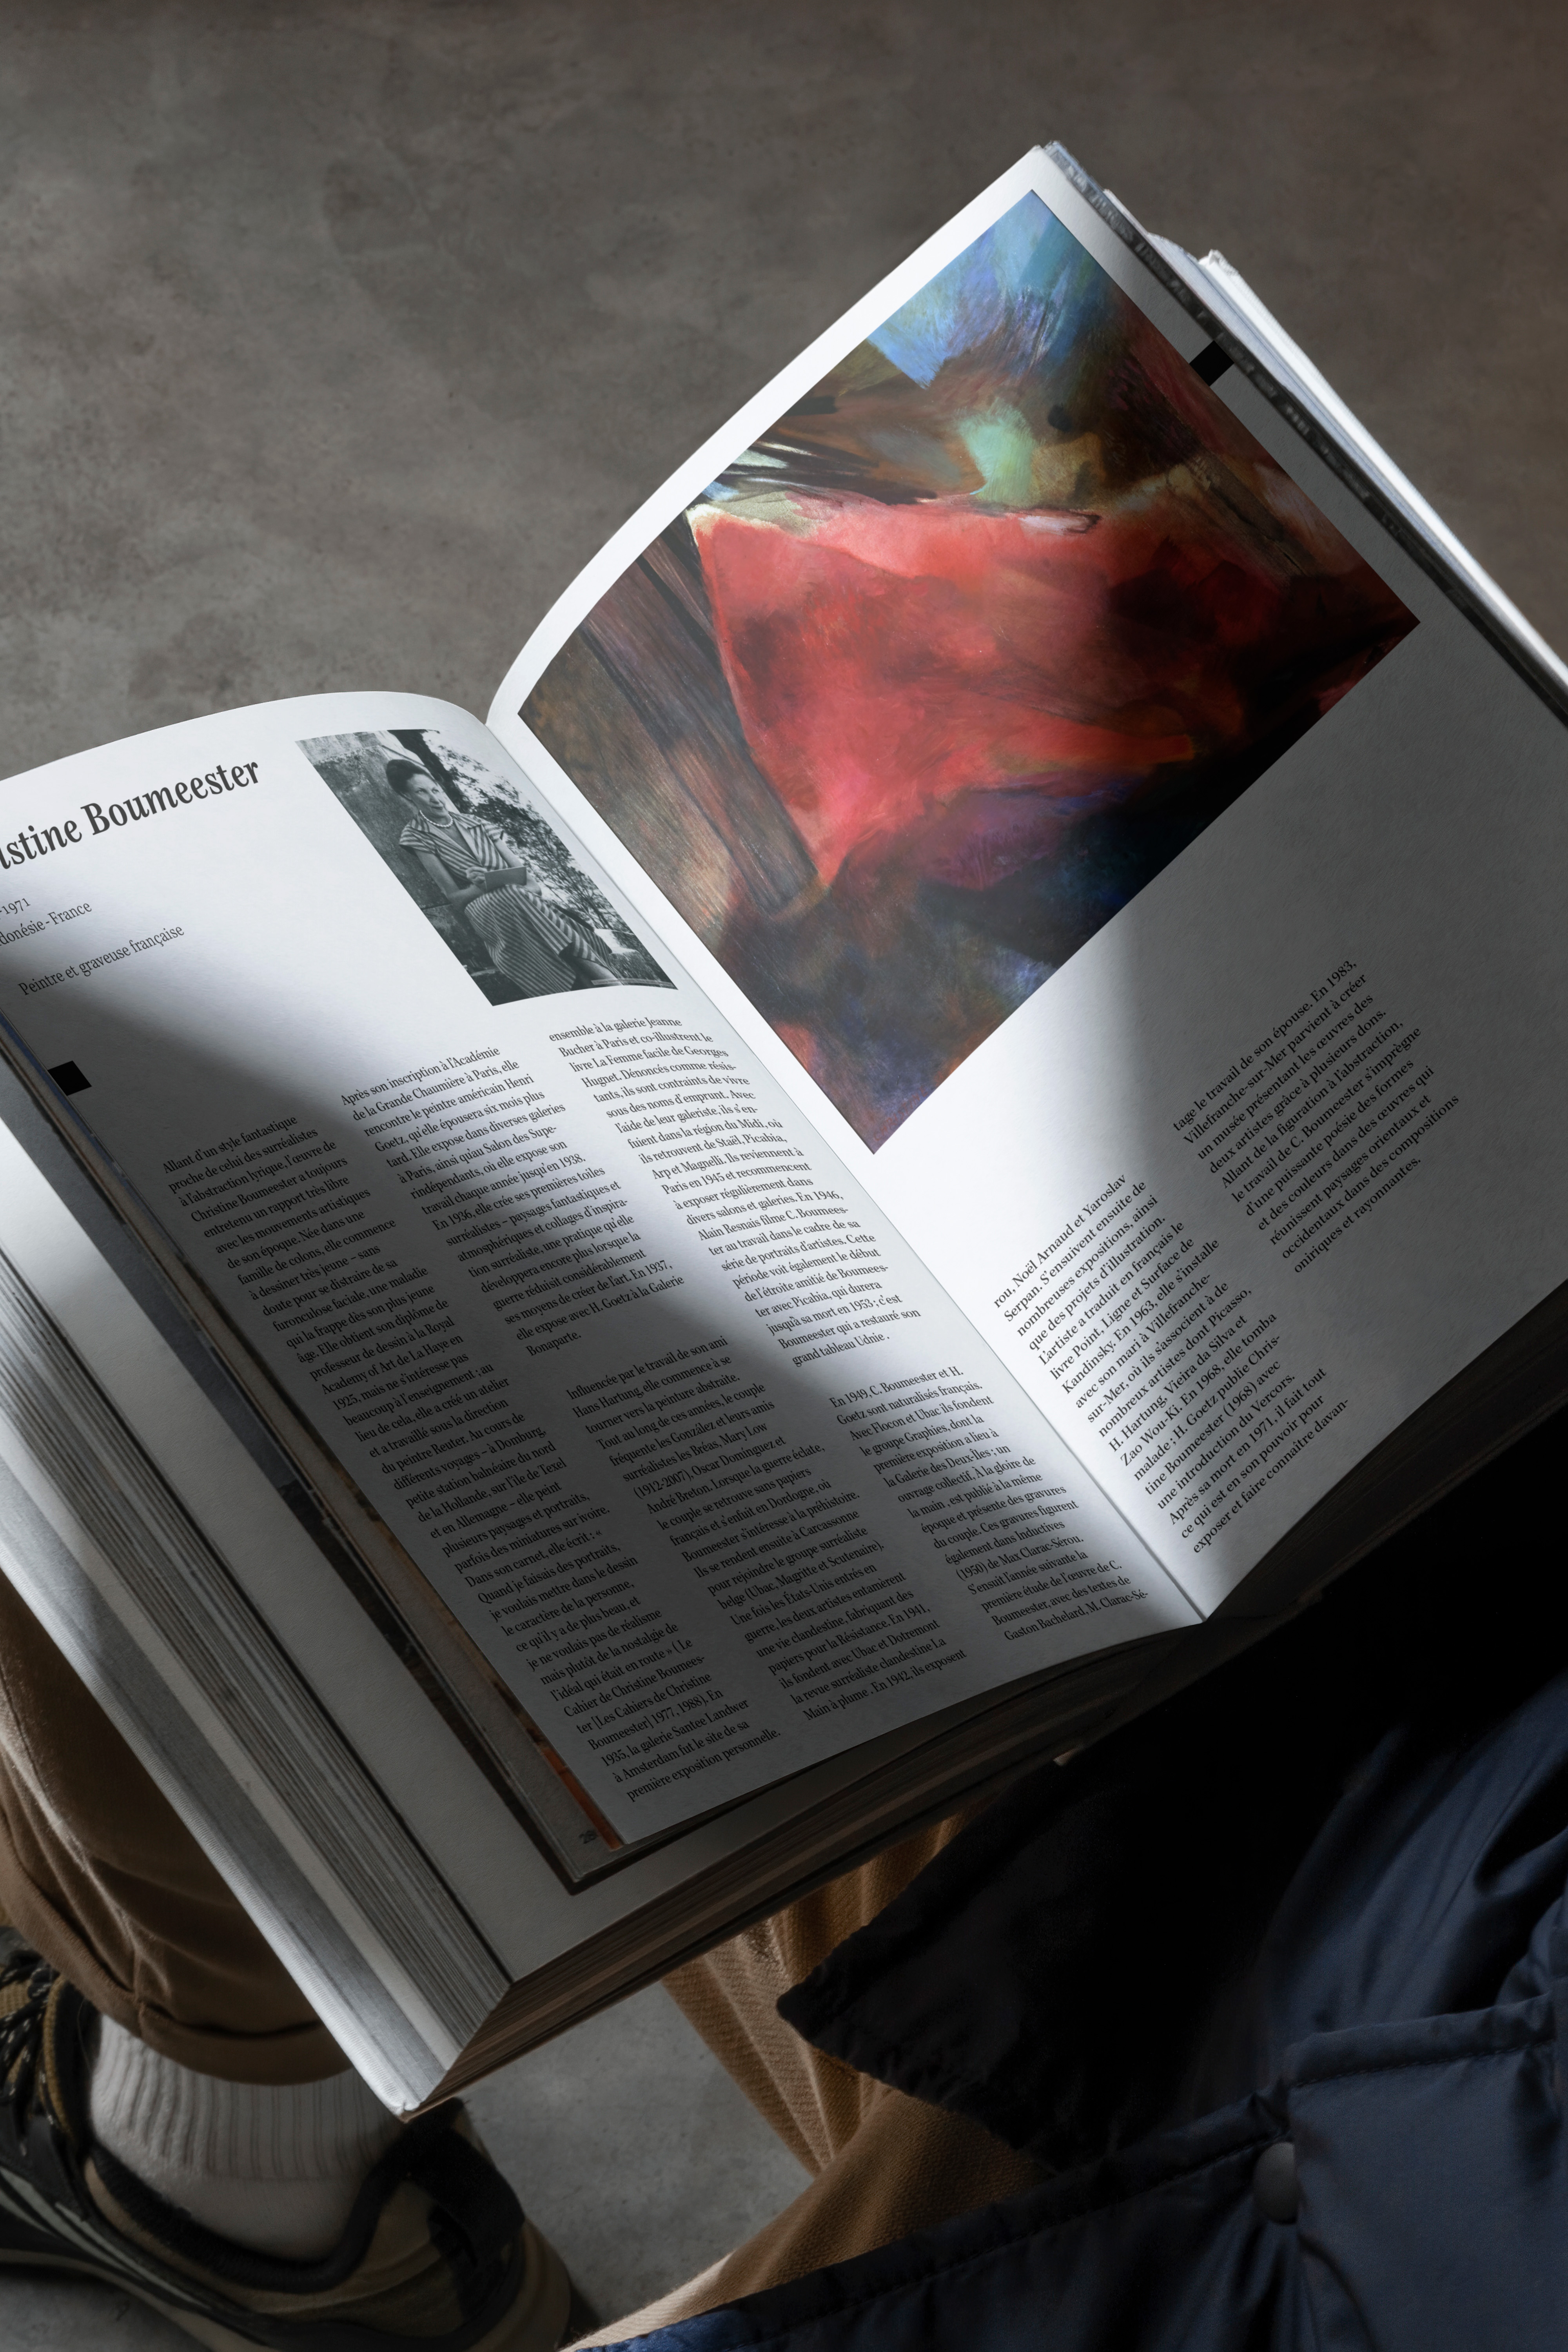 istine Boumeester
1971
donésie-France
Peintre et graveuse française
Allant d'un style fantastique
proche de celui des surréalistes
à l'abstraction lyrique, l'œuvre de
Christine Boumeester a toujours
entretenu un rapport très libre
avec les mouvements artistiques
de son époque. Née dans une
famille de colons, elle commence
à dessiner très jeune – sans
doute pour se distraire de sa
furonculose faciale, une maladie
qui la frappe dès son plus jeune
âge. Elle obtient son diplôme de
professeur de dessin à la Royal
Academy of Art de La Haye en
1925, mais ne s'intéresse pas
beaucoup à l'enseignement ; au
lieu de cela, elle a créé un atelier
et a travaillé sous la direction
du peintre Reuter. Au cours de
différents voyages – à Domburg,
petite station balnéaire du nord
de la Hollande, sur l'île de Texel
et en Allemagne – elle peint
plusieurs paysages et portraits,
parfois des miniatures sur ivoire.
Dans son carnet, elle écrit : «
Quand je faisais des portraits,
je voulais mettre dans le dessin
le caractère de la personne,
ce qu'il y a de plus beau, et
je ne voulais pas de réalisme
mais plutôt de la nostalgie de
l'idéal qui était en route » ( Le
Cahier de Christine Boumees-
ter [Les Cahiers de Christine
Boumeester] 1977, 1988). En
1935, la galerie Santee Landwer
à Amsterdam fut le site de sa
première exposition personnelle.
Après son inscription à l'Académie
de la Grande Chaumière à Paris, elle
rencontre le peintre américain Henri
Goetz, qu'elle épousera six mois plus
tard. Elle expose dans diverses galeries
à Paris, ainsi qu'au Salon des Supe-
rindépendants, où elle expose son
travail chaque année jusqu'en 1938.
En 1936, elle crée ses premières toiles
surréalistes – paysages fantastiques et
atmosphériques et collages d'inspira-
tion surréaliste, une pratique qu'elle
développera encore plus lorsque la
guerre réduisit considérablement
ses moyens de créer de l'art. En 1937,
elle expose avec H. Goetz à la Galerie
Bonaparte.
Influencée par le travail de son ami
Hans Hartung, elle commence à se
tourner vers la peinture abstraite.
Tout au long de ces années, le couple
fréquente les González et leurs amis
surréalistes les Bréas, Mary Low
(1912-2007), Oscar Dominguez et
André Breton. Lorsque la guerre éclate,
le couple se retrouve sans papiers
français et s'enfuit en Dordogne, où
Boumeester s'intéresse à la préhistoire.
Ils se rendent ensuite à Carcassonne
pour rejoindre le groupe surréaliste
belge (Ubac, Magritte et Scutenaire).
Une fois les États-Unis entrés en
guerre, les deux artistes entamèrent
une vie clandestine, fabriquant des
papiers pour la Résistance. En 1941,
ils fondent avec Ubac et Dotremont
la revue surréaliste clandestine La
Main à plume . En 1942, ils exposent
ensemble à la galerie Jeanne
Bucher à Paris et co-illustrent le
livre La Femme facile de Georges
Hugnet. Dénoncés comme résis-
tants, ils sont contraints de vivre
sous des noms d'emprunt. Avec
l'aide de leur galeriste, ils s'en-
fuient dans la région du Midi, où
ils retrouvent de Staël, Picabia,
Arp et Magnelli. Ils reviennent à
Paris en 1945 et recommencent
à exposer régulièrement dans
divers salons et galeries. En 1946,
Alain Resnais filme C. Boumees-
ter au travail dans le cadre de sa
série de portraits d'artistes. Cette
période voit également le début
de l'étroite amitié de Boumees-
ter avec Picabia, qui durera
jusqu'à sa mort en 1953 ; c'est
Boumeester qui a restauré son
grand tableau Udnie .
En 1949, C. Boumeester et H.
Goetz sont naturalisés français.
Avec Flocon et Ubac ils fondent
le groupe Graphies, dont la
première exposition a lieu à
la Galerie des Deux-Îles ; un
ouvrage collectif, À la gloire de
la main , est publié à la même
époque et présente des gravures
du couple. Ces gravures figurent
également dans Inductives
(1950) de Max Clarac-Sérou.
S'ensuit l'année suivante la
première étude de l'œuvre de C.
Boumeester, avec des textes de
Gaston Bachelard, M. Clarac-Sé-
28
rou, Noël Arnaud et Yaroslav
Serpan. S'ensuivent ensuite de
nombreuses expositions, ainsi
que des projets d'illustration.
L'artiste a traduit en français le
livre Point, Ligne et Surface de
Kandinsky. En 1963, elle s'installe
avec son mari à Villefranche-
sur-Mer, où ils s'associent à de
nombreux artistes dont Picasso,
H. Hartung, Vieira da Silva et
Zao Wou-Ki. En 1968, elle tomba
malade ; H. Goetz publie Chris-
tine Boumeester (1968) avec
une introduction du Vercors.
Après sa mort en 1971, il fait tout
ce qui est en son pouvoir pour
exposer et faire connaître davan-
tage le travail de son épouse. En 1983,
Villefranche-sur-Mer parvient à créer
un musée présentant les œuvres des
deux artistes grâce à plusieurs dons.
Allant de la figuration à l'abstraction,
le travail de C. Boumeester s'imprègne
d'une puissante poésie des formes
et des couleurs dans des œuvres qui
réunissent paysages orientaux et
occidentaux dans des compositions
oniriques et rayonnantes.